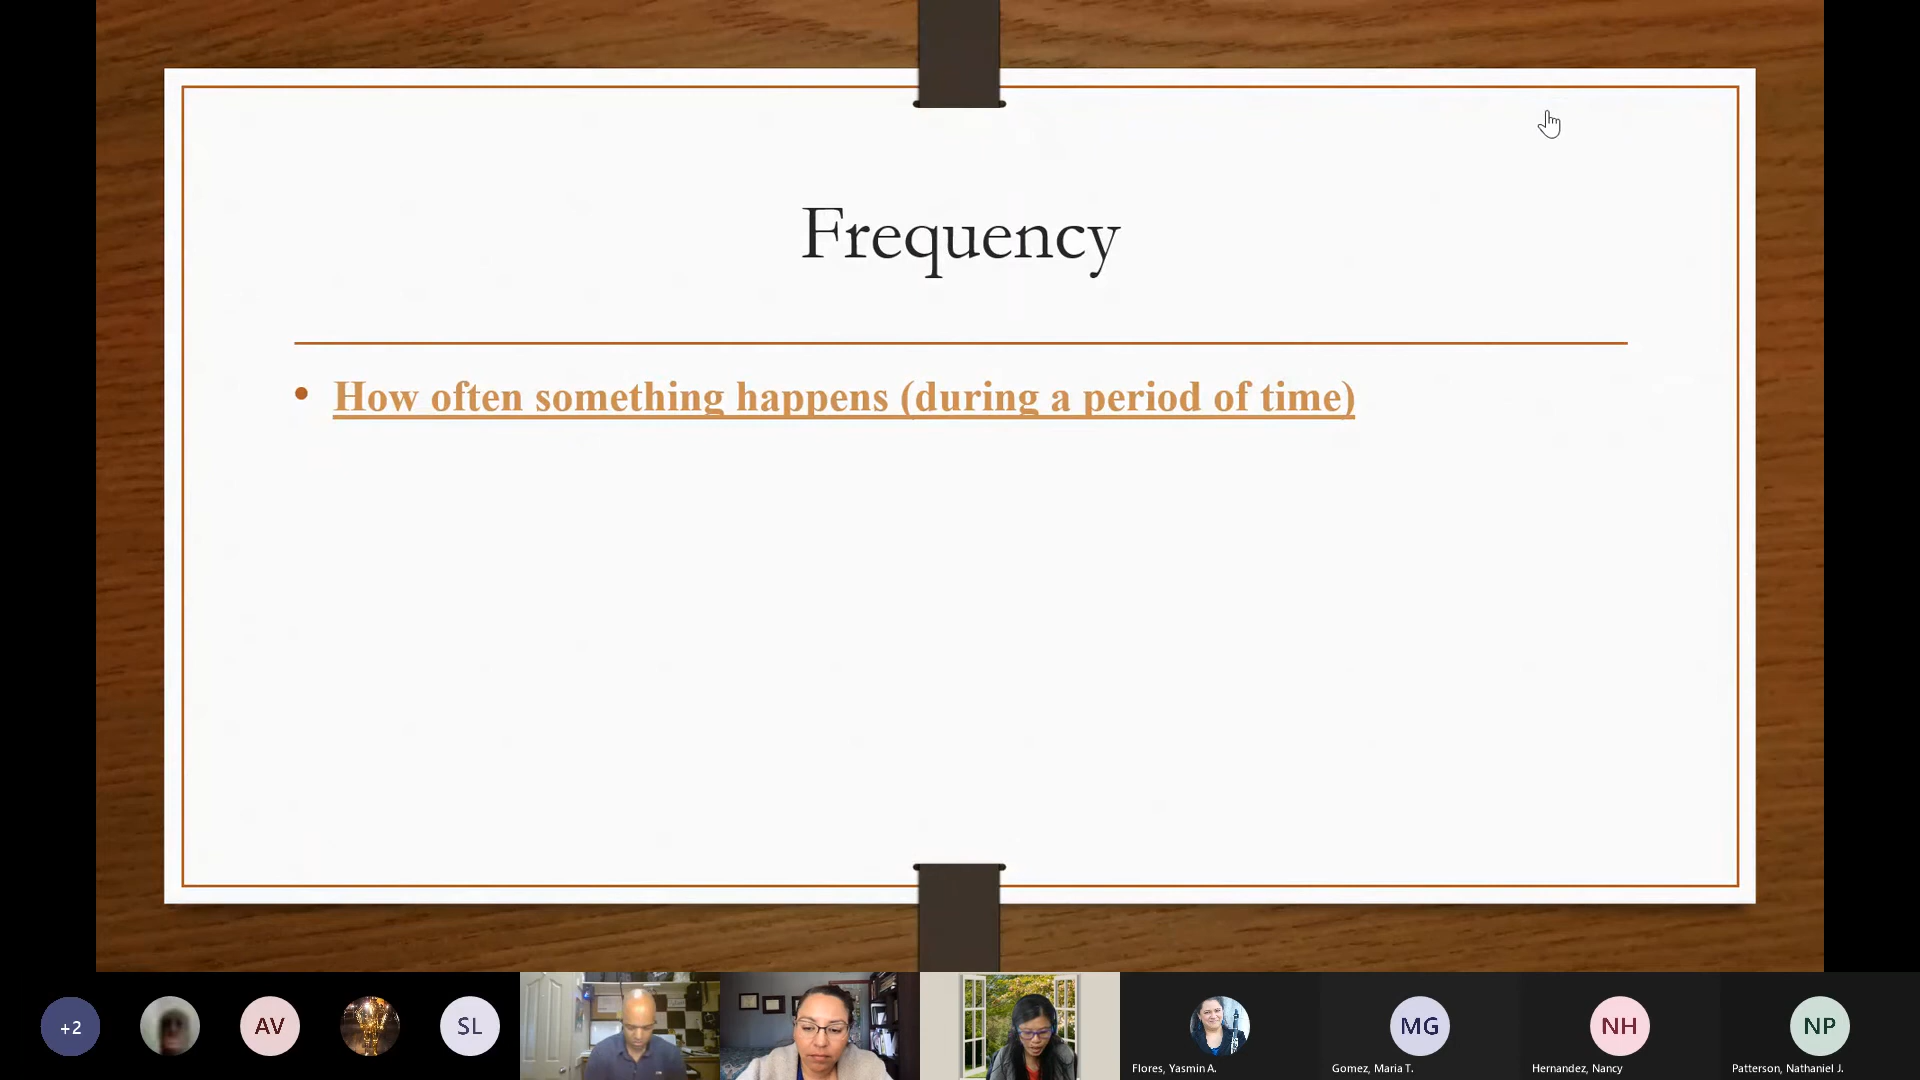 Frequency
• How often something happens (during a period of time)
+2
AV
SL
Flores, Yasmin A.
MG
Gomez, Maria T.
NH
Hernandez, Nancy
NP
Patterson, Nathaniel J.